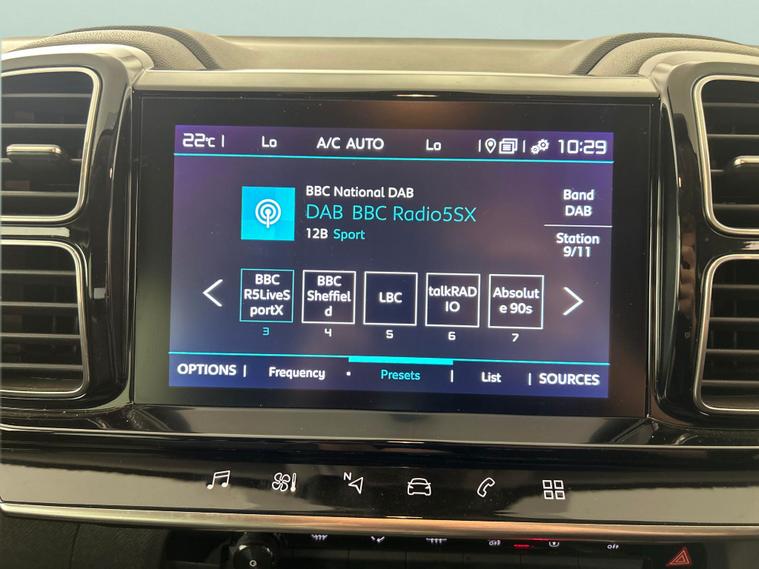 22°C | Lo A/C AUTO Lo | | 10:29
BBC National DAB
DAB BBC Radio5SX
12B Sport
Band
DAB
Station
9/11
BBC
R5LiveS
portX
3
BBC
Sheffiel
d
4
LBC
5
talkRAD
IO
6
Absolut
e 90s
7
OPTIONS | Frequency • Presets | List | SOURCES
N
OFF